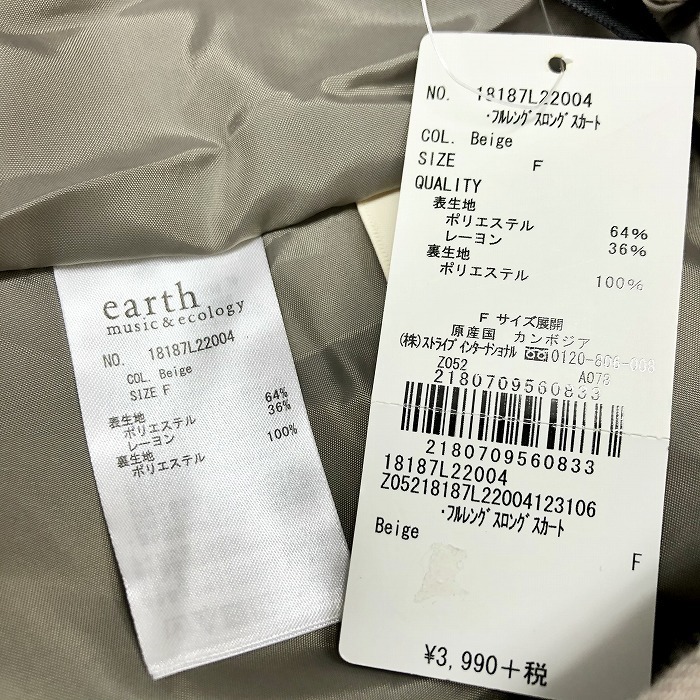 earth
music&ecology
NO. 18187L22004
COL. Beige
SIZE F
表生地
ポリエステル 64%
レーヨン 36%
裏生地
ポリエステル 100%
NO. 18187L22004
・フルレングスロングスカート
COL. Beige
SIZE F
QUALITY
表生地
ポリエステル 64%
レーヨン 36%
裏生地
ポリエステル 100%
F サイズ展開
原産国 カンボジア
(株)ストライプインターナショナル 0120-806-003
Z052 A073
2180709560833
2180709560833
18187L22004
Z05218187L22004123106
・フルレングスロングスカート
Beige F
¥3,990+税